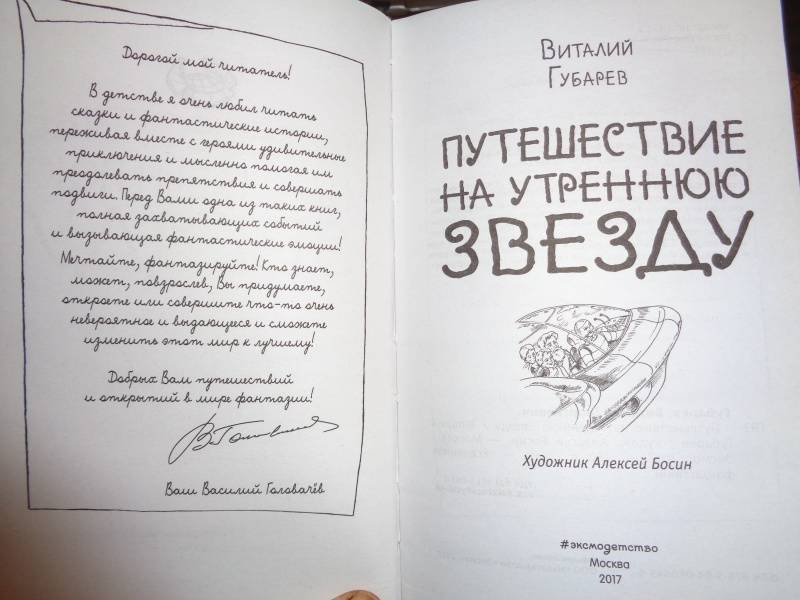 Дорогой мой читатель!
В детстве я очень любил читать
сказки и фантастические истории,
переживая вместе с героями удивительные
приключения и мысленно помогая им
преодолевать препятствия и совершать
подвиги. Перед Вами одна из таких книг,
полная захватывающих событий
и вызывающая фантастические эмоции!
Мечтайте, фантазируйте! Кто знает,
может, повзрослев, Вы придумаете,
откроете или совершите что-то очень
невероятное и выдающееся и сможете
изменить этот мир к лучшему!
Добрых Вам путешествий
и открытий в мире фантазии!
Ваш Василий Головачёв
Виталий
Губарев
ПУТЕШЕСТВИЕ
НА УТРЕННЮЮ
ЗВЕЗДУ
Художник Алексей Босин
#эксмодетство
Москва
2017